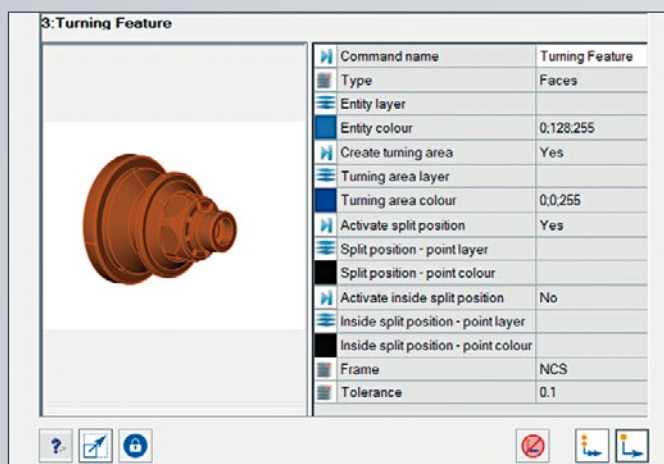 3:Turning Feature
Command name Turning Feature
Type Faces
Entity layer
Entity colour 0;128;255
Create turning area Yes
Turning area layer
Turning area colour 0;0;255
Activate split position Yes
Split position - point layer
Split position - point colour
Activate inside split position No
Inside split position - point layer
Inside split position - point colour
Frame NCS
Tolerance 0.1
?